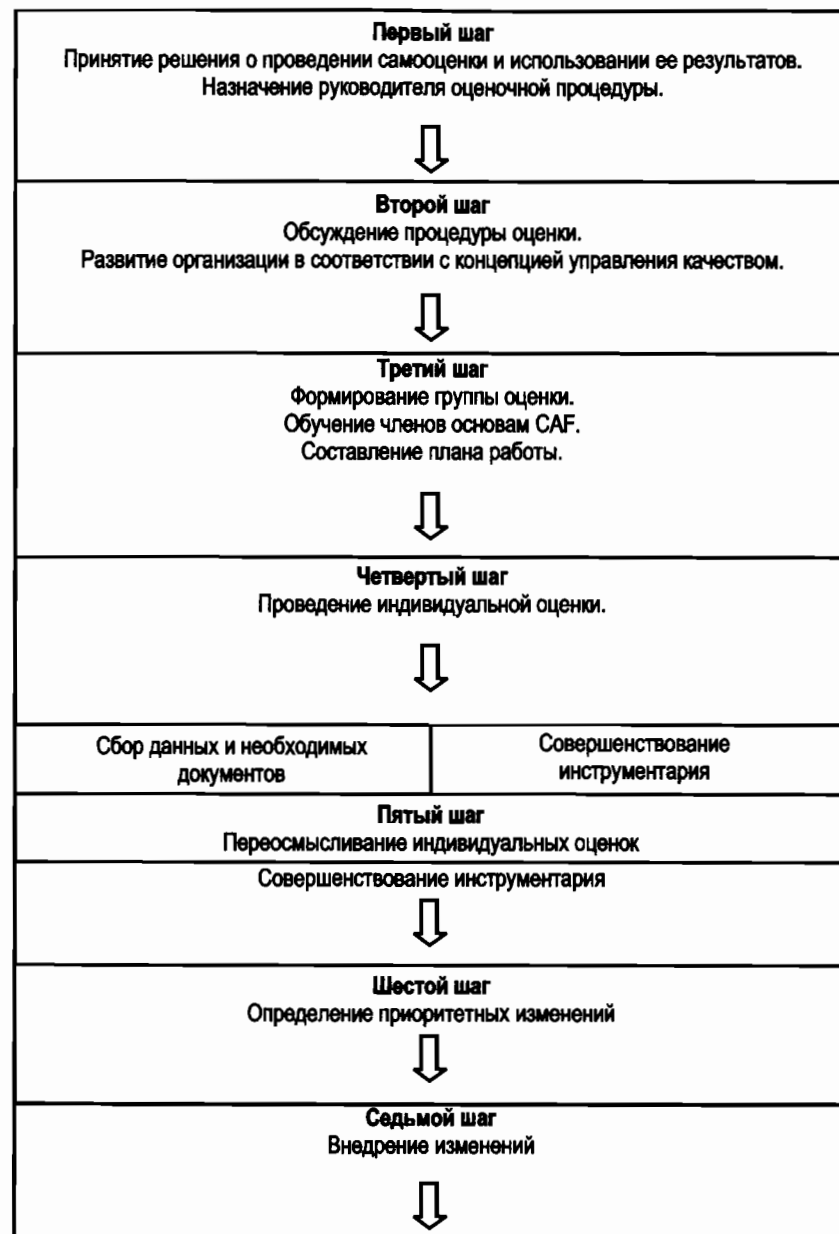 Первый шаг
Принятие решения о проведении самооценки и использовании ее результатов.
Назначение руководителя оценочной процедуры.
Второй шаг
Обсуждение процедуры оценки.
Развитие организации в соответствии с концепцией управления качеством.
Третий шаг
Формирование группы оценки.
Обучение членов основам CAF.
Составление плана работы.
Четвертый шаг
Проведение индивидуальной оценки.
Сбор данных и необходимых
документов
Совершенствование
инструментария
Пятый шаг
Переосмысливание индивидуальных оценок
Совершенствование инструментария
Шестой шаг
Определение приоритетных изменений
Седьмой шаг
Внедрение изменений